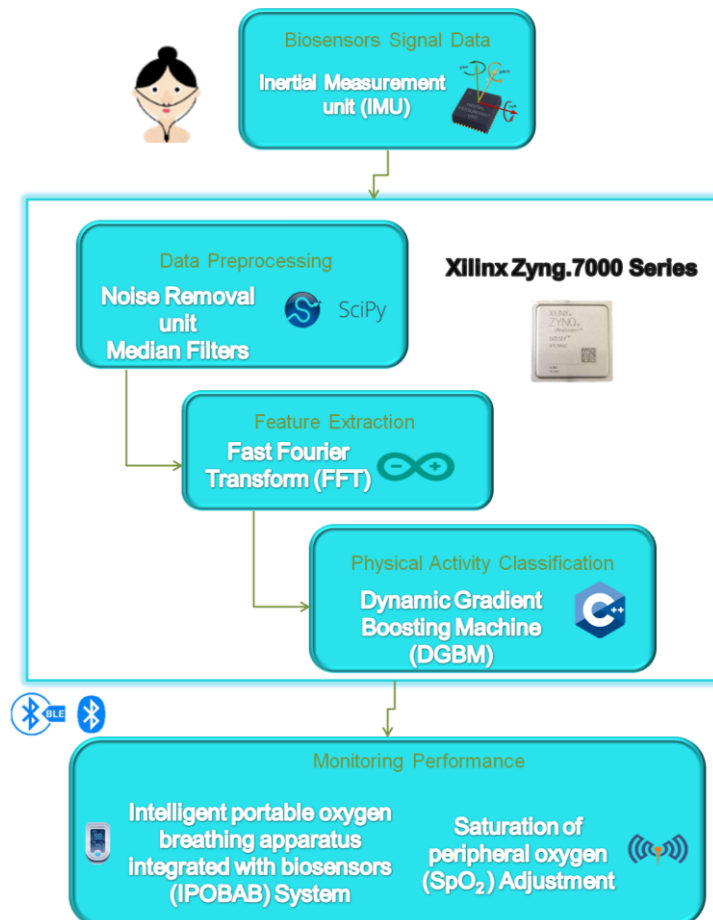 Biosensors Signal Data
Inertial Measurement
unit (IMU)
Data Preprocessing
Noise Removal
unit
Median Filters
SciPy
Xilinx Zyng.7000 Series
XILINX
ZYNQ
Feature Extraction
Fast Fourier
Transform (FFT)
Physical Activity Classification
Dynamic Gradient
Boosting Machine
(DGBM)
C++
BLE
Monitoring Performance
Intelligent portable oxygen
breathing apparatus
integrated with biosensors
(IPOBAB) System
Saturation of
peripheral oxygen
(SpO₂) Adjustment